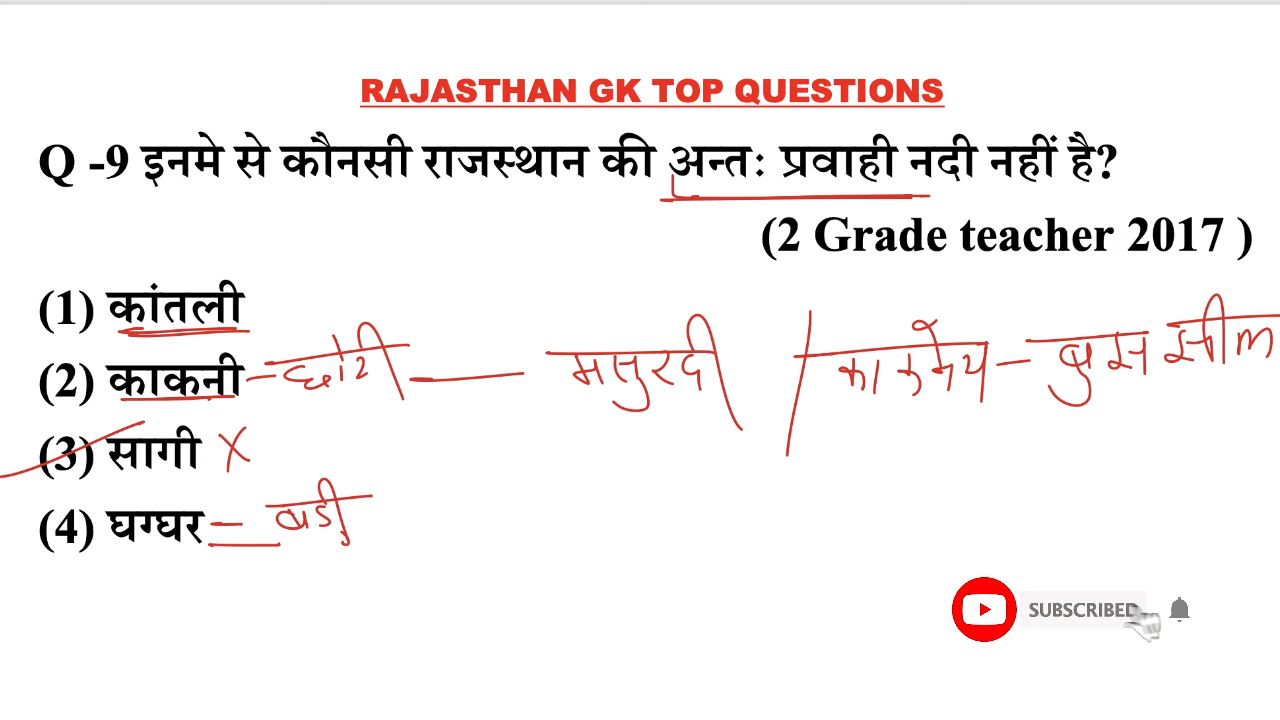 RAJASTHAN GK TOP QUESTIONS
Q -9 इनमे से कौनसी राजस्थान की अन्तः प्रवाही नदी नहीं है?
(2 Grade teacher 2017 )
(1) कांतली
(2) काकनी – छोटी — मसुरदी / काकनेय – बुस सील
(3) सागी X
(4) घग्घर – बडी
SUBSCRIBED